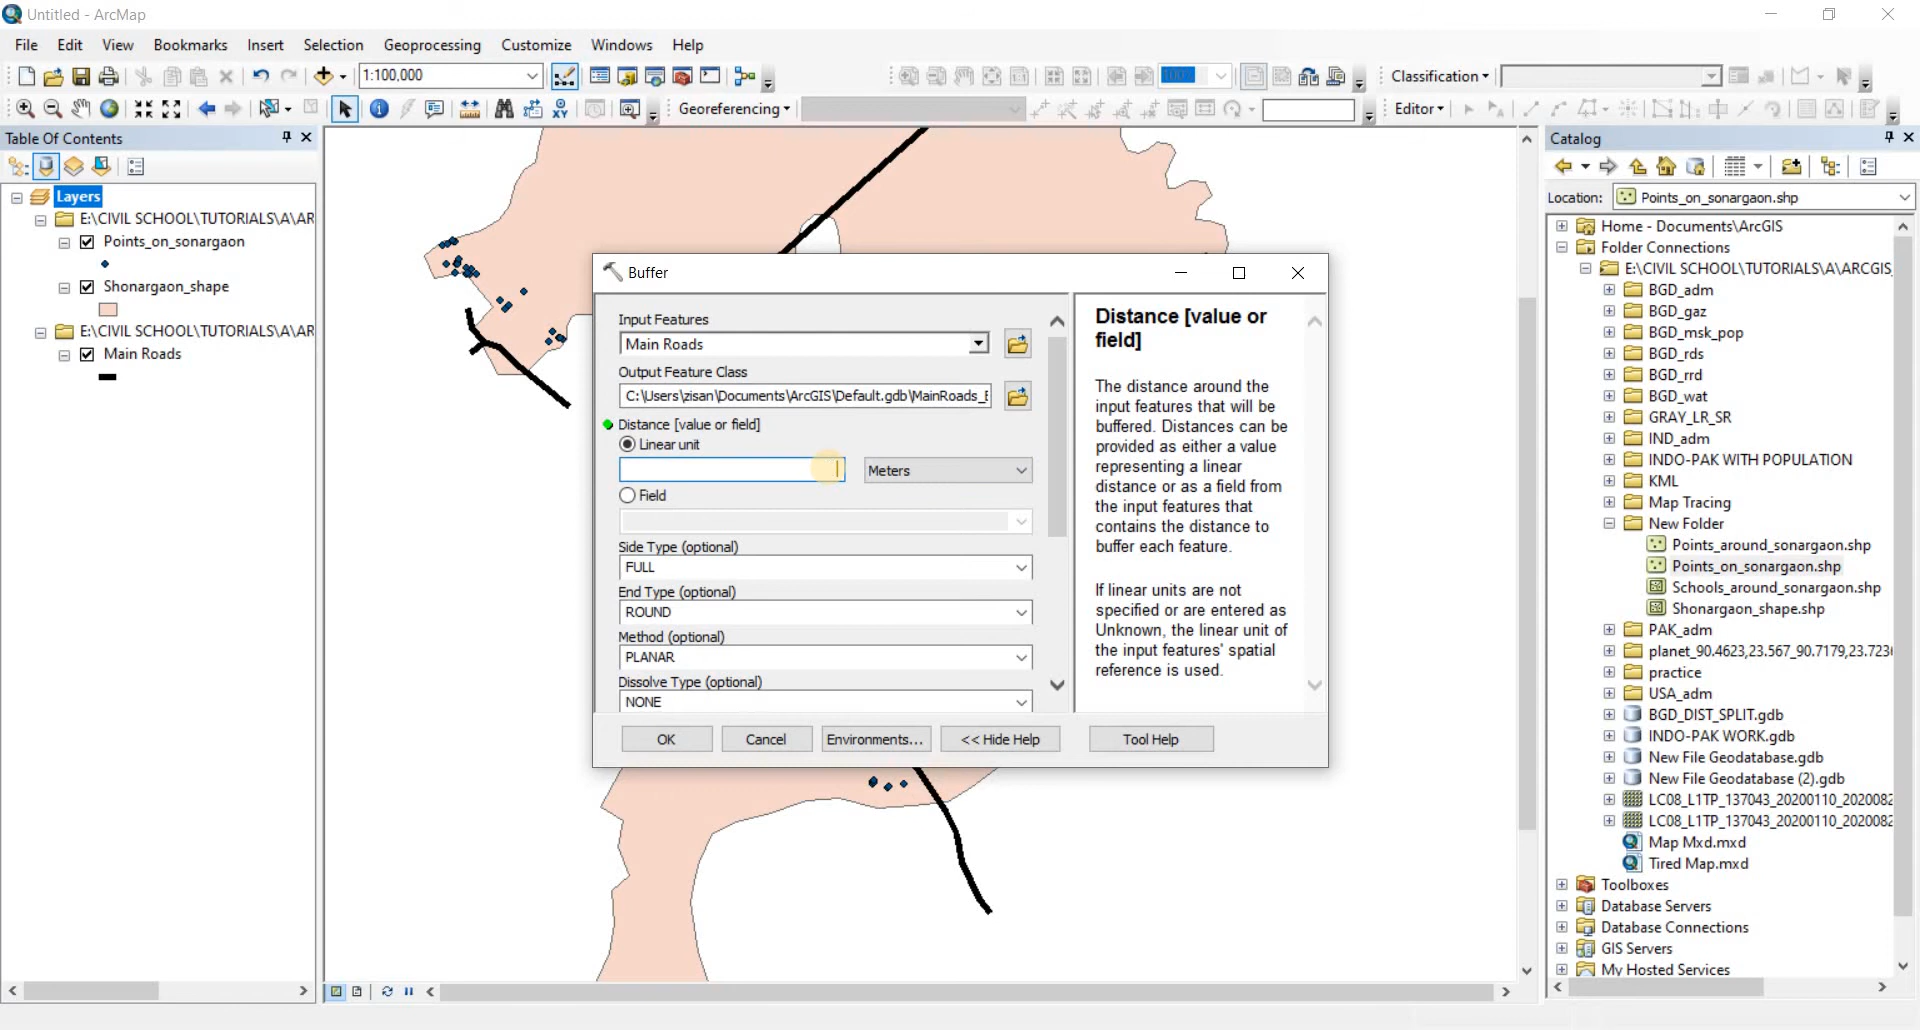 Untitled - ArcMap
File Edit View Bookmarks Insert Selection Geoprocessing Customize Windows Help
1:100,000
100%
Classification
Georeferencing
Editor
Table Of Contents
Layers
E:\CIVIL SCHOOL\TUTORIALS\A\AR
Points_on_sonargaon
Shonargaon_shape
E:\CIVIL SCHOOL\TUTORIALS\A\AR
Main Roads
Buffer
Input Features
Main Roads
Output Feature Class
C:\Users\zisan\Documents\ArcGIS\Default.gdb\MainRoads_B
Distance [value or field]
Linear unit
Meters
Field
Side Type (optional)
FULL
End Type (optional)
ROUND
Method (optional)
PLANAR
Dissolve Type (optional)
NONE
OK Cancel Environments... << Hide Help Tool Help
Distance [value or
field]
The distance around the
input features that will be
buffered. Distances can be
provided as either a value
representing a linear
distance or as a field from
the input features that
contains the distance to
buffer each feature.
If linear units are not
specified or are entered as
Unknown, the linear unit of
the input features' spatial
reference is used.
Catalog
Location: Points_on_sonargaon.shp
Home - Documents\ArcGIS
Folder Connections
E:\CIVIL SCHOOL\TUTORIALS\A\ARCGIS
BGD_adm
BGD_gaz
BGD_msk_pop
BGD_rds
BGD_rrd
BGD_wat
GRAY_LR_SR
IND_adm
INDO-PAK WITH POPULATION
KML
Map Tracing
New Folder
Points_around_sonargaon.shp
Points_on_sonargaon.shp
Schools_around_sonargaon.shp
Shonargaon_shape.shp
PAK_adm
planet_90.4623,23.567_90.7179,23.723
practice
USA_adm
BGD_DIST_SPLIT.gdb
INDO-PAK WORK.gdb
New File Geodatabase.gdb
New File Geodatabase (2).gdb
LC08_L1TP_137043_20200110_2020082
LC08_L1TP_137043_20200110_2020082
Map Mxd.mxd
Tired Map.mxd
Toolboxes
Database Servers
Database Connections
GIS Servers
My Hosted Services